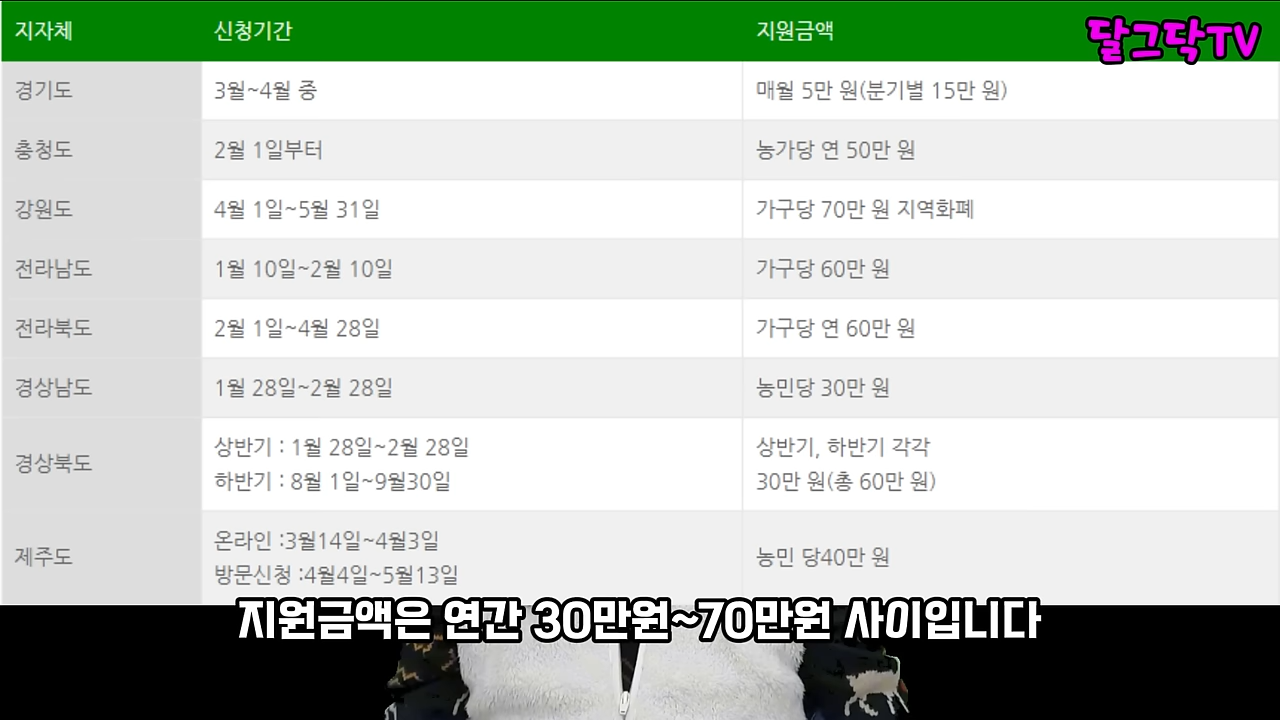 지자체 신청기간 지원금액
달그닥TV
경기도 3월~4월 중 매월 5만 원(분기별 15만 원)
충청도 2월 1일부터 농가당 연 50만 원
강원도 4월 1일~5월 31일 가구당 70만 원 지역화폐
전라남도 1월 10일~2월 10일 가구당 60만 원
전라북도 2월 1일~4월 28일 가구당 연 60만 원
경상남도 1월 28일~2월 28일 농민당 30만 원
경상북도 상반기 : 1월 28일~2월 28일 상반기, 하반기 각각
하반기 : 8월 1일~9월30일 30만 원(총 60만 원)
제주도 온라인 :3월14일~4월3일 농민 당40만 원
방문신청 :4월4일~5월13일
지원금액은 연간 30만원~70만원 사이입니다